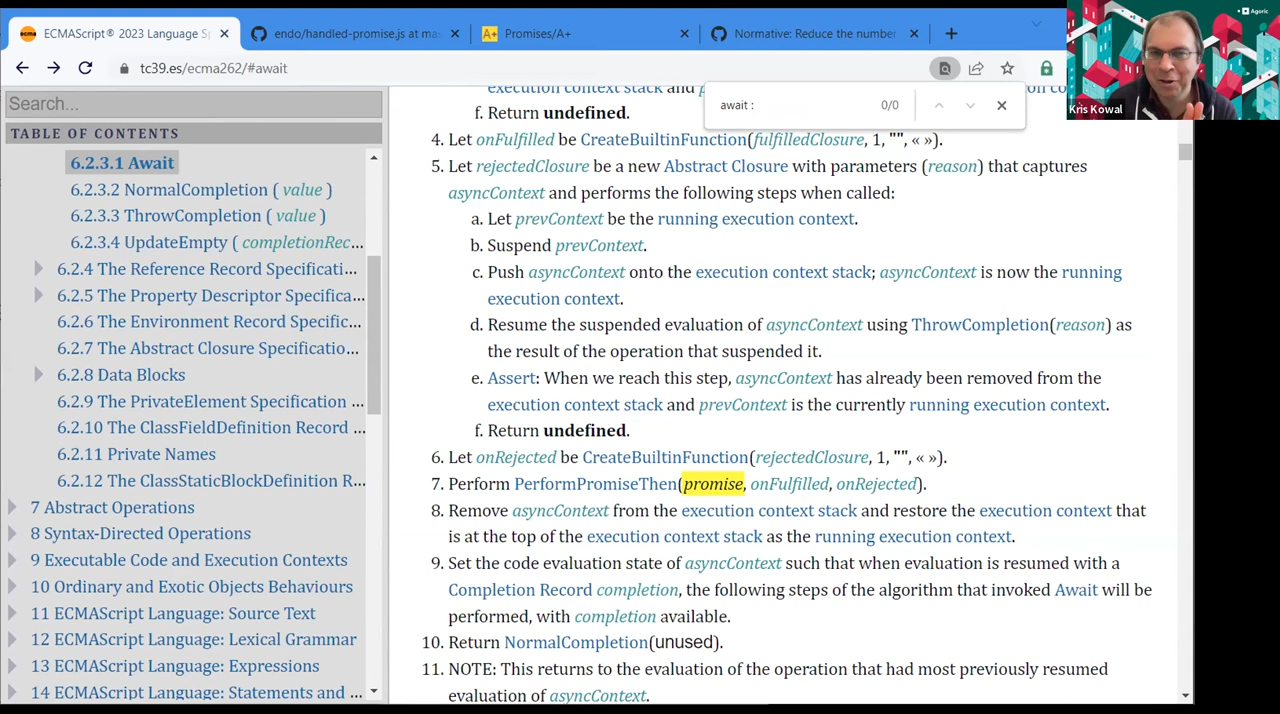 ECMAScript® 2023 Language Sp
endo/handled-promise.js at mas
A+ Promises/A+
Normative: Reduce the number
Agoric
tc39.es/ecma262/#await
await :
0/0
Kris Kowal
Search...
TABLE OF CONTENTS
6.2.3.1 Await
6.2.3.2 NormalCompletion ( value )
6.2.3.3 ThrowCompletion ( value )
6.2.3.4 UpdateEmpty ( completionRec...
6.2.4 The Reference Record Specificati...
6.2.5 The Property Descriptor Specifica...
6.2.6 The Environment Record Specific...
6.2.7 The Abstract Closure Specificatio...
6.2.8 Data Blocks
6.2.9 The PrivateElement Specification ...
6.2.10 The ClassFieldDefinition Record ...
6.2.11 Private Names
6.2.12 The ClassStaticBlockDefinition R...
7 Abstract Operations
8 Syntax-Directed Operations
9 Executable Code and Execution Contexts
10 Ordinary and Exotic Objects Behaviours
11 ECMAScript Language: Source Text
12 ECMAScript Language: Lexical Grammar
13 ECMAScript Language: Expressions
14 ECMAScript Language: Statements and ...
execution context stack and
f. Return undefined.
4. Let onFulfilled be CreateBuiltinFunction(fulfilledClosure, 1, "", « »).
5. Let rejectedClosure be a new Abstract Closure with parameters (reason) that captures
asyncContext and performs the following steps when called:
a. Let prevContext be the running execution context.
b. Suspend prevContext.
c. Push asyncContext onto the execution context stack; asyncContext is now the running
execution context.
d. Resume the suspended evaluation of asyncContext using ThrowCompletion(reason) as
the result of the operation that suspended it.
e. Assert: When we reach this step, asyncContext has already been removed from the
execution context stack and prevContext is the currently running execution context.
f. Return undefined.
6. Let onRejected be CreateBuiltinFunction(rejectedClosure, 1, "", « »).
7. Perform PerformPromiseThen(promise, onFulfilled, onRejected).
8. Remove asyncContext from the execution context stack and restore the execution context that
is at the top of the execution context stack as the running execution context.
9. Set the code evaluation state of asyncContext such that when evaluation is resumed with a
Completion Record completion, the following steps of the algorithm that invoked Await will be
performed, with completion available.
10. Return NormalCompletion(unused).
11. NOTE: This returns to the evaluation of the operation that had most previously resumed
evaluation of asyncContext.